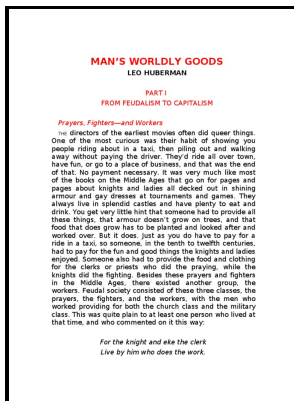 MAN'S WORLDLY GOODS
LEO HUBERMAN
PART I
FROM FEUDALISM TO CAPITALISM
Prayers, Fighters—and Workers
THE directors of the earliest movies often did queer things.
One of the most curious was their habit of showing you
people riding about in a taxi, then piling out and walking
away without paying the driver. They'd ride all over town,
have fun, or go to a place of business, and that was the end
of that. No payment necessary. It was very much like most
of the books on the Middle Ages that go on for pages and
pages about knights and ladies all decked out in shining
armour and gay dresses at tournaments and games. They
always live in splendid castles and have plenty to eat and
drink. You get very little hint that someone had to provide all
these things, that armour doesn't grow on trees, and that
food that does grow has to be planted and looked after and
worked over. But it does. Just as you do have to pay for a
ride in a taxi, so someone, in the tenth to twelfth centuries,
had to pay for the fun and good things the knights and ladies
enjoyed. Someone also had to provide the food and clothing
for the clerks or priests who did the praying, while the
knights did the fighting. Besides these prayers and fighters
in the Middle Ages, there existed another group, the
workers. Feudal society consisted of these three classes, the
prayers, the fighters, and the workers, with the men who
worked providing for both the church class and the military
class. This was quite plain to at least one person who lived at
that time, and who commented on it this way:
For the knight and eke the clerk
Live by him who does the work.